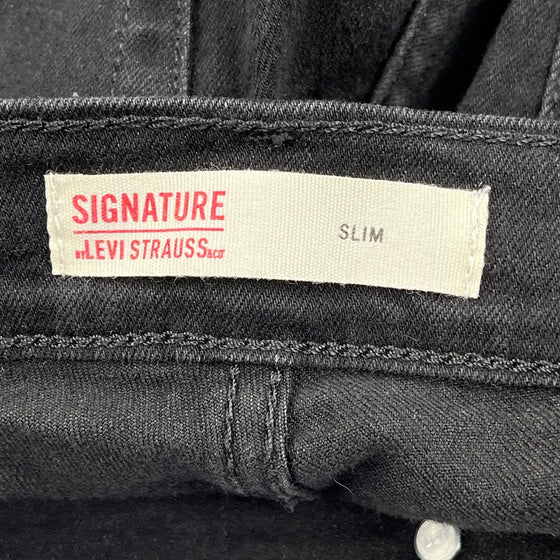 SIGNATURE
BY LEVI STRAUSS & CO
SLIM